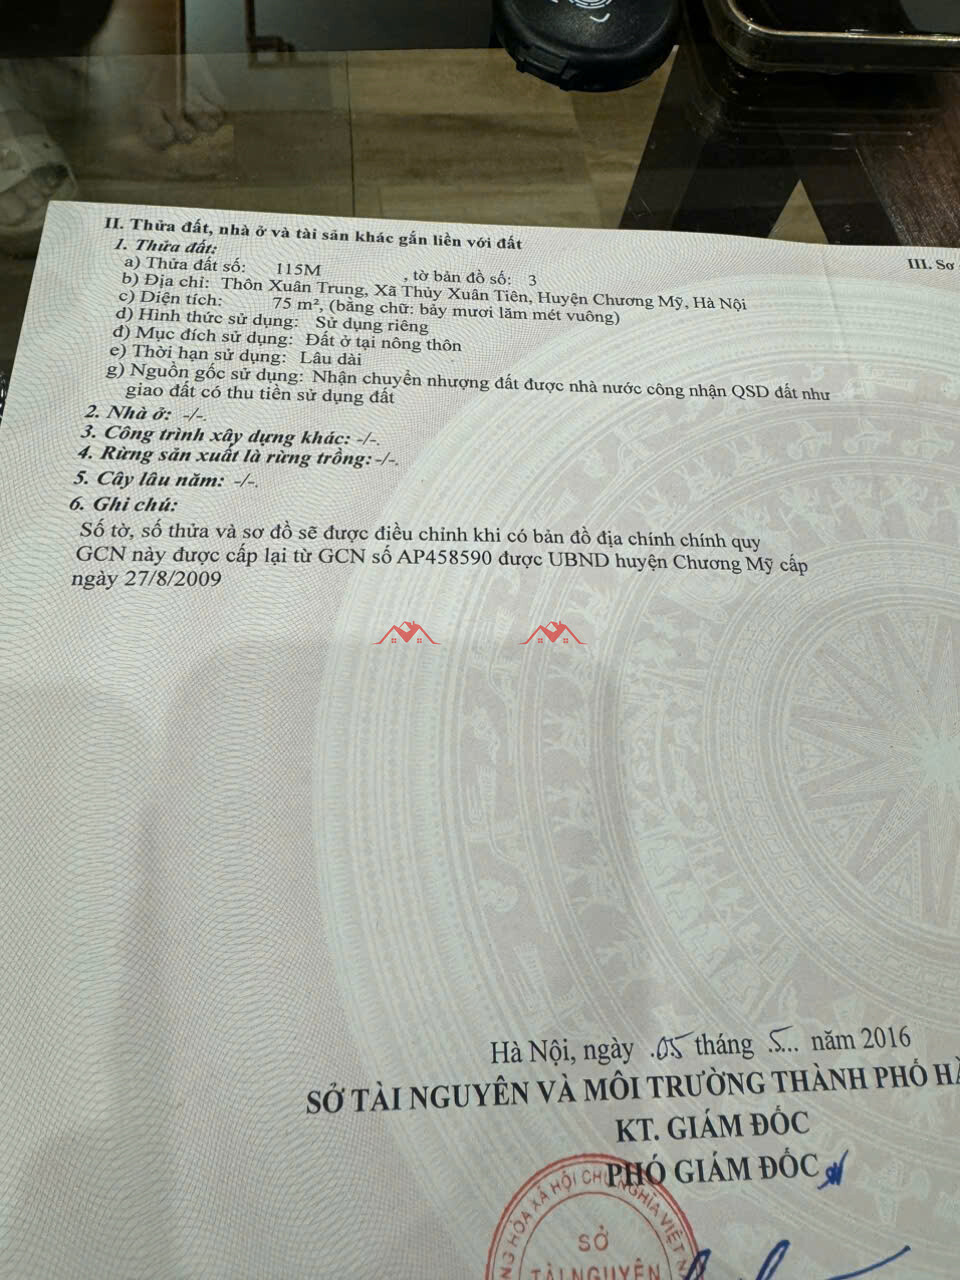 II. Thửa đất, nhà ở và tài sản khác gắn liền với đất
III. Sơ
1. Thửa đất:
a) Thửa đất số: 115M , tờ bản đồ số: 3
b) Địa chỉ: Thôn Xuân Trung, Xã Thủy Xuân Tiên, Huyện Chương Mỹ, Hà Nội
c) Diện tích: 75 m², (bằng chữ: bảy mươi lăm mét vuông)
d) Hình thức sử dụng: Sử dụng riêng
đ) Mục đích sử dụng: Đất ở tại nông thôn
e) Thời hạn sử dụng: Lâu dài
g) Nguồn gốc sử dụng: Nhận chuyển nhượng đất được nhà nước công nhận QSD đất như
giao đất có thu tiền sử dụng đất
2. Nhà ở: -/-.
3. Công trình xây dựng khác: -/-.
4. Rừng sản xuất là rừng trồng: -/-.
5. Cây lâu năm: -/-.
6. Ghi chú:
Số tờ, số thửa và sơ đồ sẽ được điều chỉnh khi có bản đồ địa chính chính quy
GCN này được cấp lại từ GCN số AP458590 được UBND huyện Chương Mỹ cấp
ngày 27/8/2009
Hà Nội, ngày .05 tháng .5... năm 2016
SỞ TÀI NGUYÊN VÀ MÔI TRƯỜNG THÀNH PHỐ HÀ
KT. GIÁM ĐỐC
PHÓ GIÁM ĐỐC
HÒA XÃ HỘI CHỦ NGHĨA VIỆT
SỞ
TÀI NGUYÊN